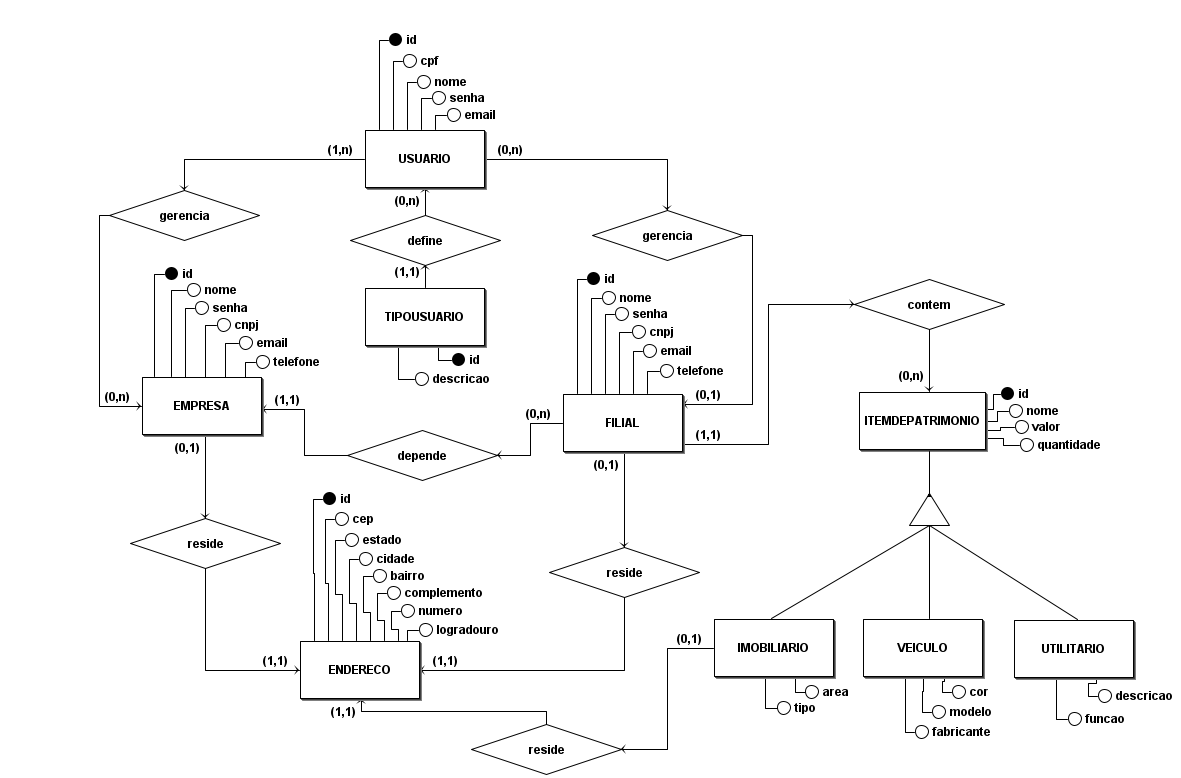 id
cpf
nome
senha
email
(1,n)
USUARIO
(0,n)
gerencia
(0,n)
define
(1,1)
TIPOUSUARIO
id
descricao
gerencia
id
nome
senha
cnpj
email
telefone
(0,n)
EMPRESA
(1,1)
(0,1)
id
nome
senha
cnpj
email
telefone
(0,n)
FILIAL
(0,1)
(1,1)
(0,1)
contem
(0,n)
ITEMDEPATRIMONIO
id
nome
valor
quantidade
depende
reside
id
cep
estado
cidade
bairro
complemento
numero
logradouro
reside
(1,1)
ENDERECO
(1,1)
(1,1)
reside
(0,1)
IMOBILIARIO
area
tipo
VEICULO
cor
modelo
fabricante
UTILITARIO
descricao
funcao